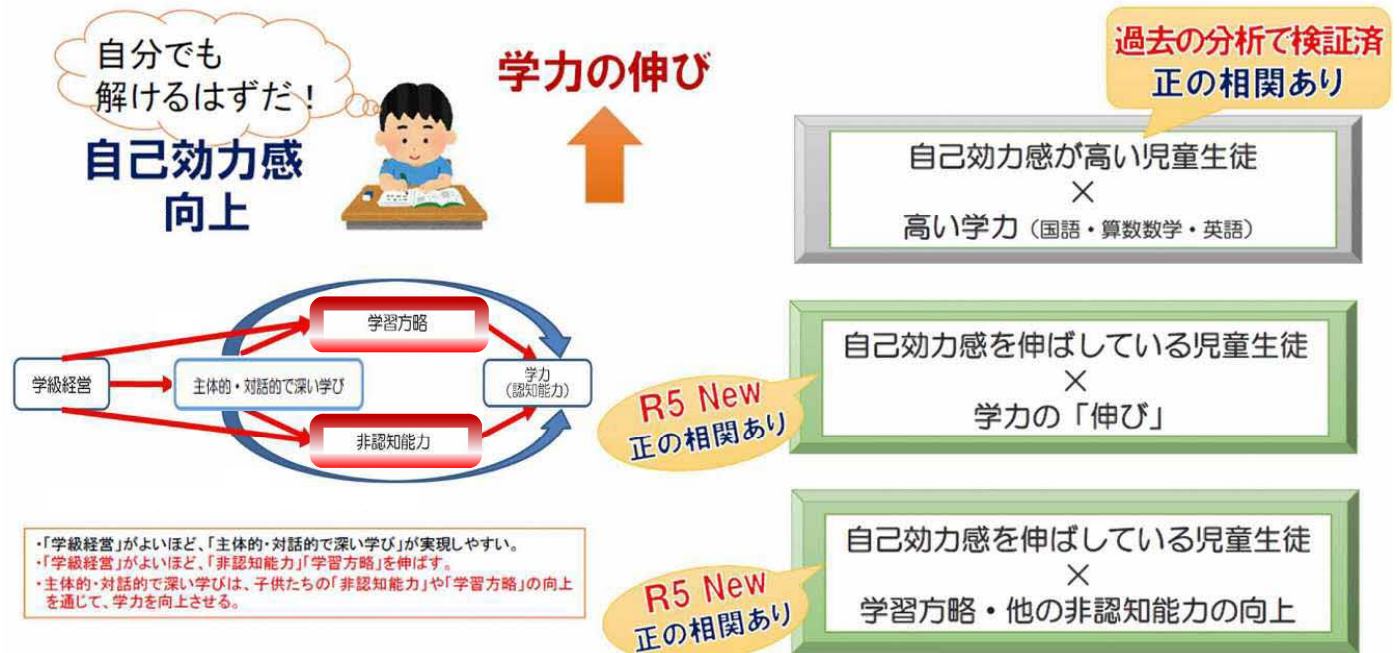 自分でも
解けるはずだ！
自己効力感
向上
学力の伸び
過去の分析で検証済
正の相関あり
自己効力感が高い児童生徒
×
高い学力（国語・算数数学・英語）
学級経営
主体的・対話的で深い学び
学習方略
非認知能力
学力
（認知能力）
R5 New
正の相関あり
自己効力感を伸ばしている児童生徒
×
学力の「伸び」
・「学級経営」がよいほど、「主体的・対話的で深い学び」が実現しやすい。
・「学級経営」がよいほど、「非認知能力」「学習方略」を伸ばす。
・主体的・対話的で深い学びは、子供たちの「非認知能力」や「学習方略」の向上
を通じて、学力を向上させる。
R5 New
正の相関あり
自己効力感を伸ばしている児童生徒
×
学習方略・他の非認知能力の向上